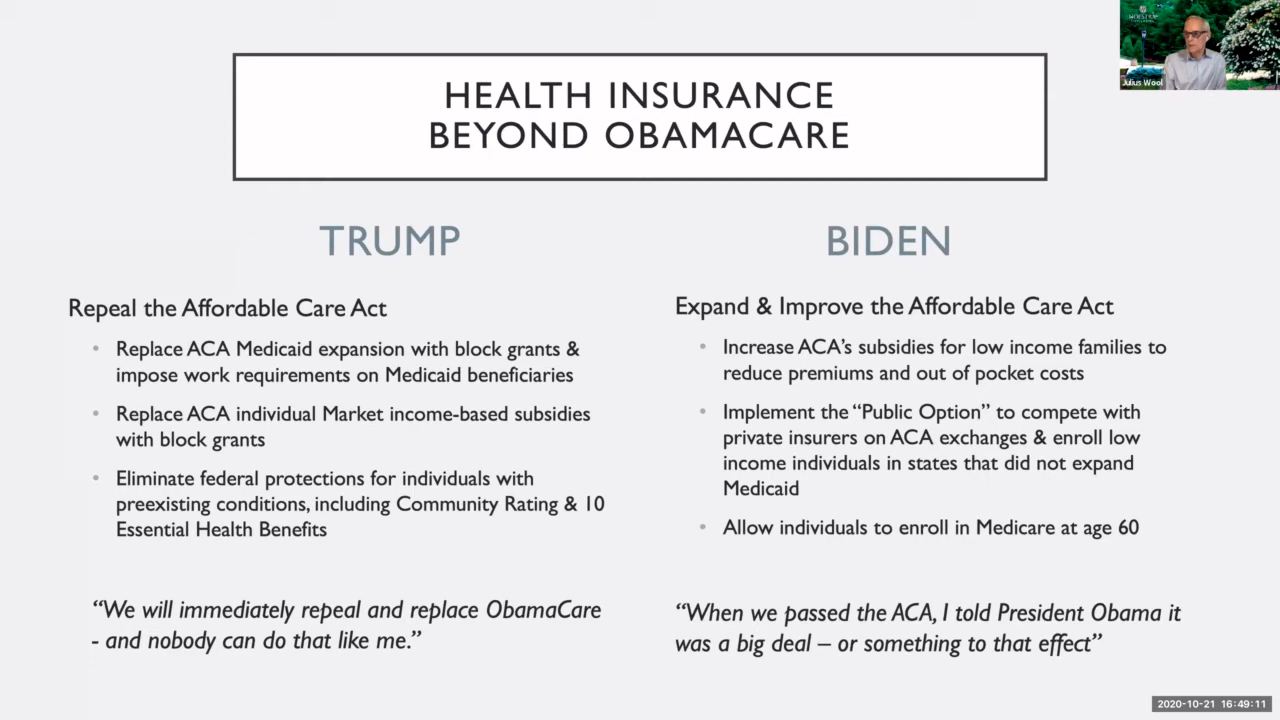 HEALTH INSURANCE
BEYOND OBAMACARE
TRUMP
Repeal the Affordable Care Act
• Replace ACA Medicaid expansion with block grants &
impose work requirements on Medicaid beneficiaries
• Replace ACA individual Market income-based subsidies
with block grants
• Eliminate federal protections for individuals with
preexisting conditions, including Community Rating & 10
Essential Health Benefits
“We will immediately repeal and replace ObamaCare
- and nobody can do that like me.”
BIDEN
Expand & Improve the Affordable Care Act
• Increase ACA’s subsidies for low income families to
reduce premiums and out of pocket costs
• Implement the “Public Option” to compete with
private insurers on ACA exchanges & enroll low
income individuals in states that did not expand
Medicaid
• Allow individuals to enroll in Medicare at age 60
“When we passed the ACA, I told President Obama it
was a big deal – or something to that effect”
Julius Wool
2020-10-21 16:49:11